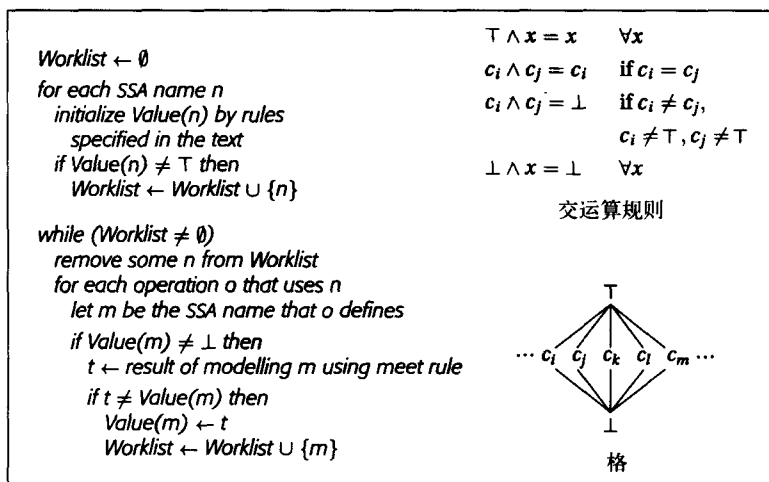 Worklist ← ∅
for each SSA name n
initialize Value(n) by rules
specified in the text
if Value(n) ≠ ⊤ then
Worklist ← Worklist ∪ {n}
while (Worklist ≠ ∅)
remove some n from Worklist
for each operation o that uses n
let m be the SSA name that o defines
if Value(m) ≠ ⊥ then
t ← result of modelling m using meet rule
if t ≠ Value(m) then
Value(m) ← t
Worklist ← Worklist ∪ {m}
⊤ ∧ x = x ∀x
cᵢ ∧ cⱼ = cᵢ if cᵢ = cⱼ
cᵢ ∧ cⱼ = ⊥ if cᵢ ≠ cⱼ,
cᵢ ≠ ⊤, cⱼ ≠ ⊤
⊥ ∧ x = ⊥ ∀x
交运算规则
⊤
··· cᵢ cⱼ cₖ cₗ cₘ ···
⊥
格